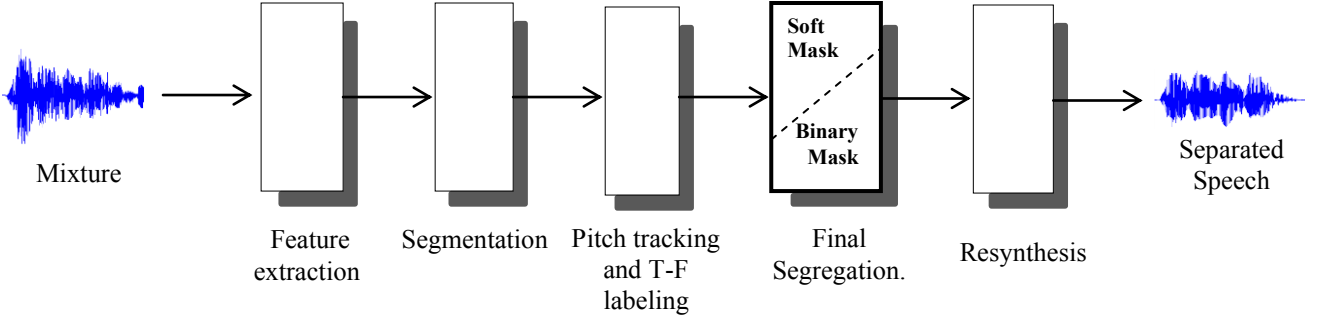 Soft
Mask
Binary
Mask
Mixture
Feature
extraction
Segmentation
Pitch tracking
and T-F
labeling
Final
Segregation.
Resynthesis
Separated
Speech